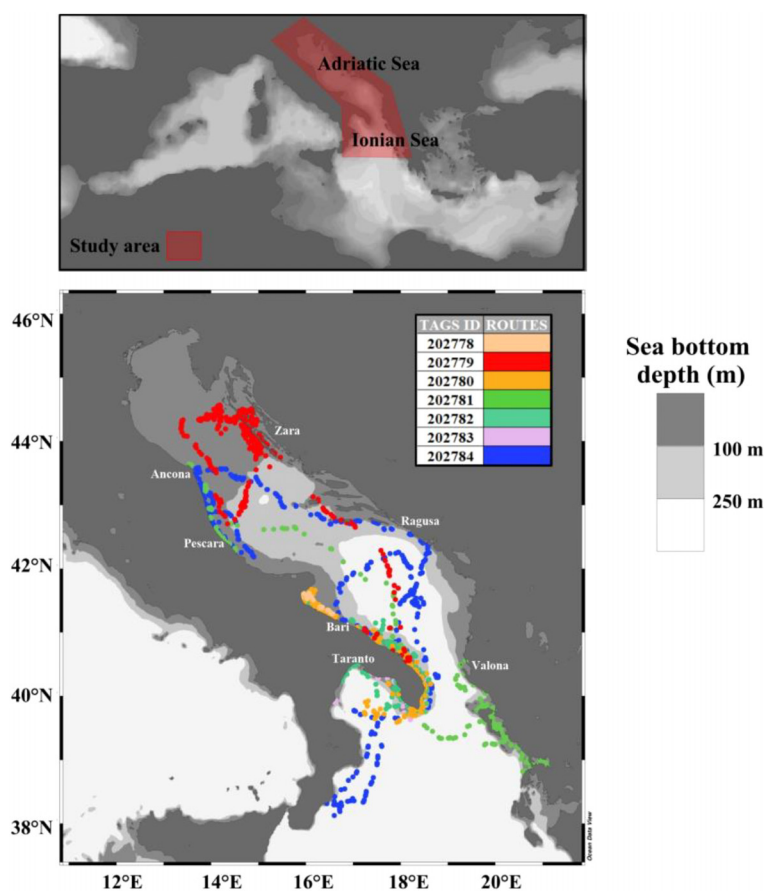 Adriatic Sea
Ionian Sea
Study area
46°N
44°N
42°N
40°N
38°N
TAGS ID ROUTES
202778
202779
202780
202781
202782
202783
202784
Zara
Ancona
Ragusa
Pescara
Bari
Taranto
Valona
12°E 14°E 16°E 18°E 20°E
Ocean Data View
Sea bottom
depth (m)
100 m
250 m